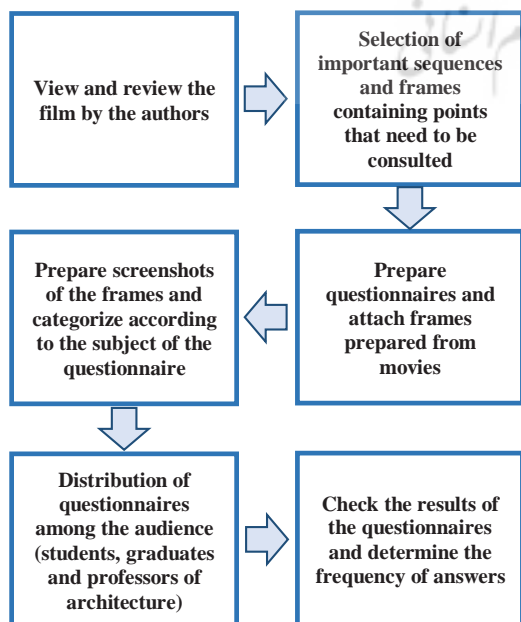 View and review the
film by the authors
Selection of
important sequences
and frames
containing points
that need to be
consulted
Prepare
questionnaires and
attach frames
prepared from
movies
Prepare screenshots
of the frames and
categorize according
to the subject of the
questionnaire
Distribution of
questionnaires
among the audience
(students, graduates
and professors of
architecture)
Check the results of
the questionnaires
and determine the
frequency of answers